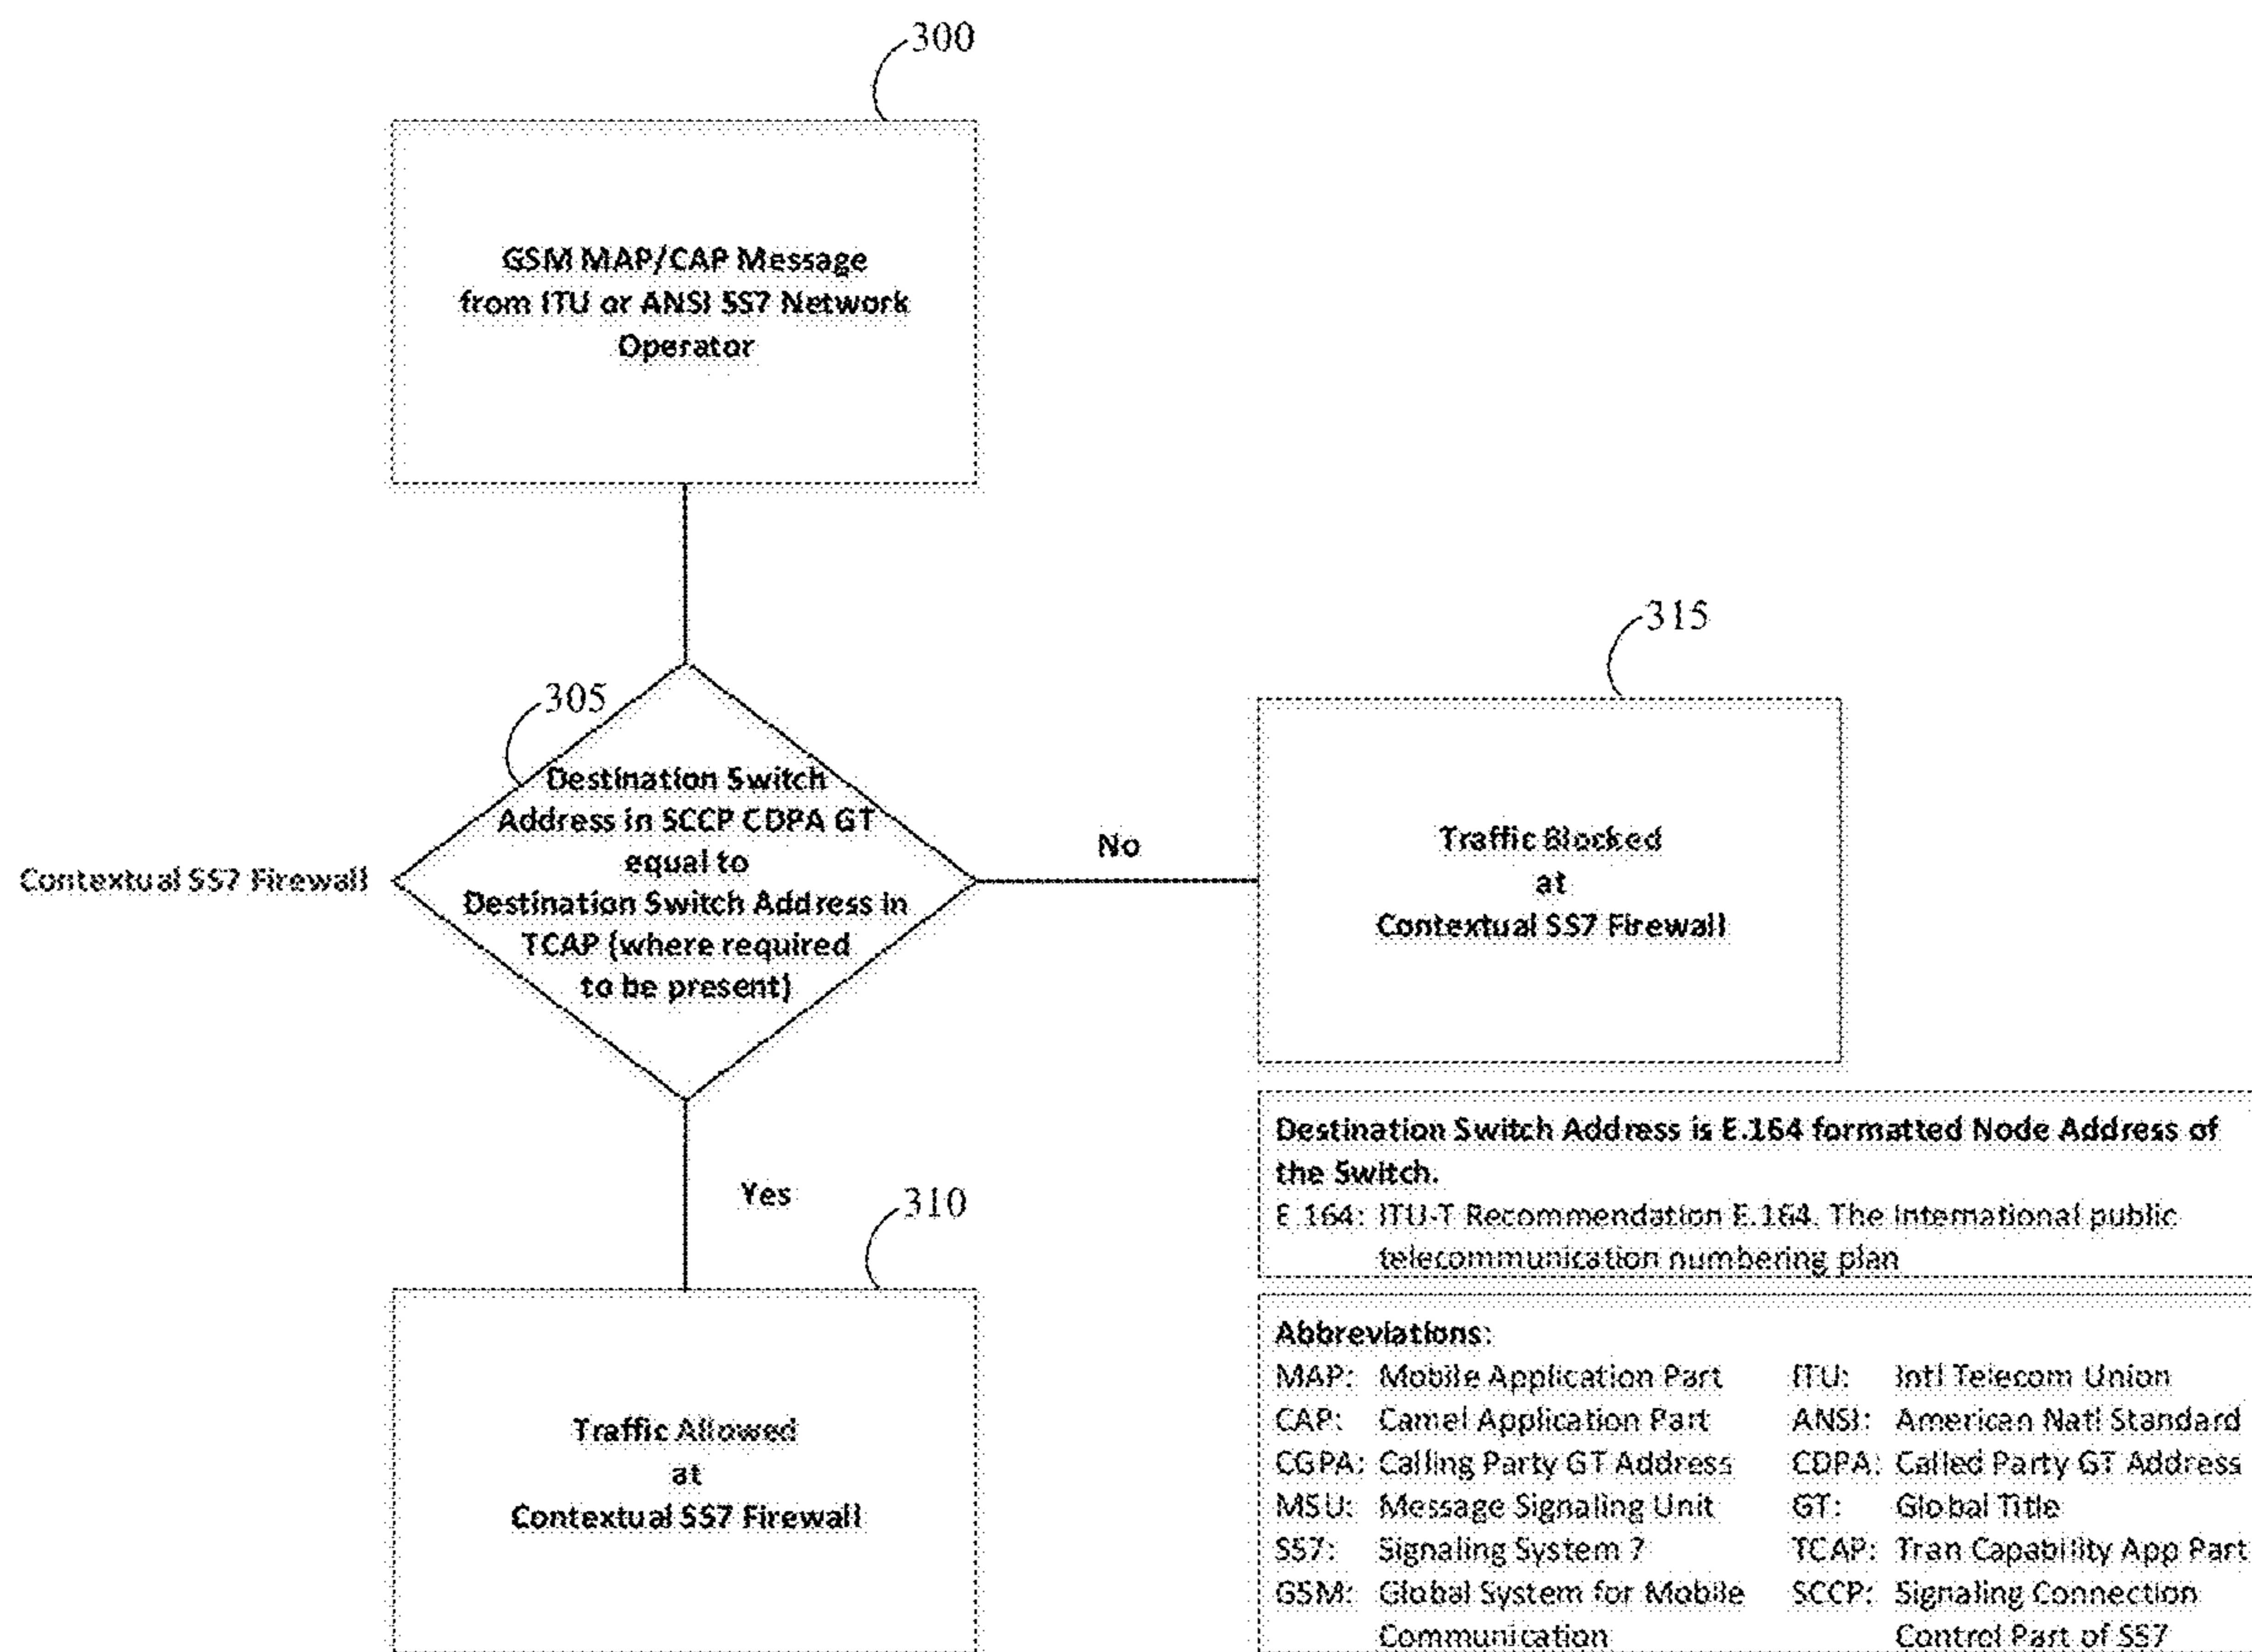 300
GSM MAP/CAP Message
from ITU or ANSI SS7 Network
Operator
305
Destination Switch
Address in SCCP CDPA GT
equal to
Destination Switch Address in
TCAP (where required
to be present)
Contextual SS7 Firewall
No
315
Traffic Blocked
at
Contextual SS7 Firewall
Yes
310
Traffic Allowed
at
Contextual SS7 Firewall
Destination Switch Address is E.164 formatted Node Address of
the Switch.
E.164: ITU-T Recommendation E.164. The international public
telecommunication numbering plan
Abbreviations:
MAP: Mobile Application Part ITU: Intl Telecom Union
CAP: Camel Application Part ANSI: American Natl Standard
CGPA: Calling Party GT Address CDPA: Called Party GT Address
MSU: Message Signaling Unit GT: Global Title
SS7: Signaling System 7 TCAP: Tran Capability App Part
GSM: Global System for Mobile SCCP: Signaling Connection
Communication Control Part of SS7